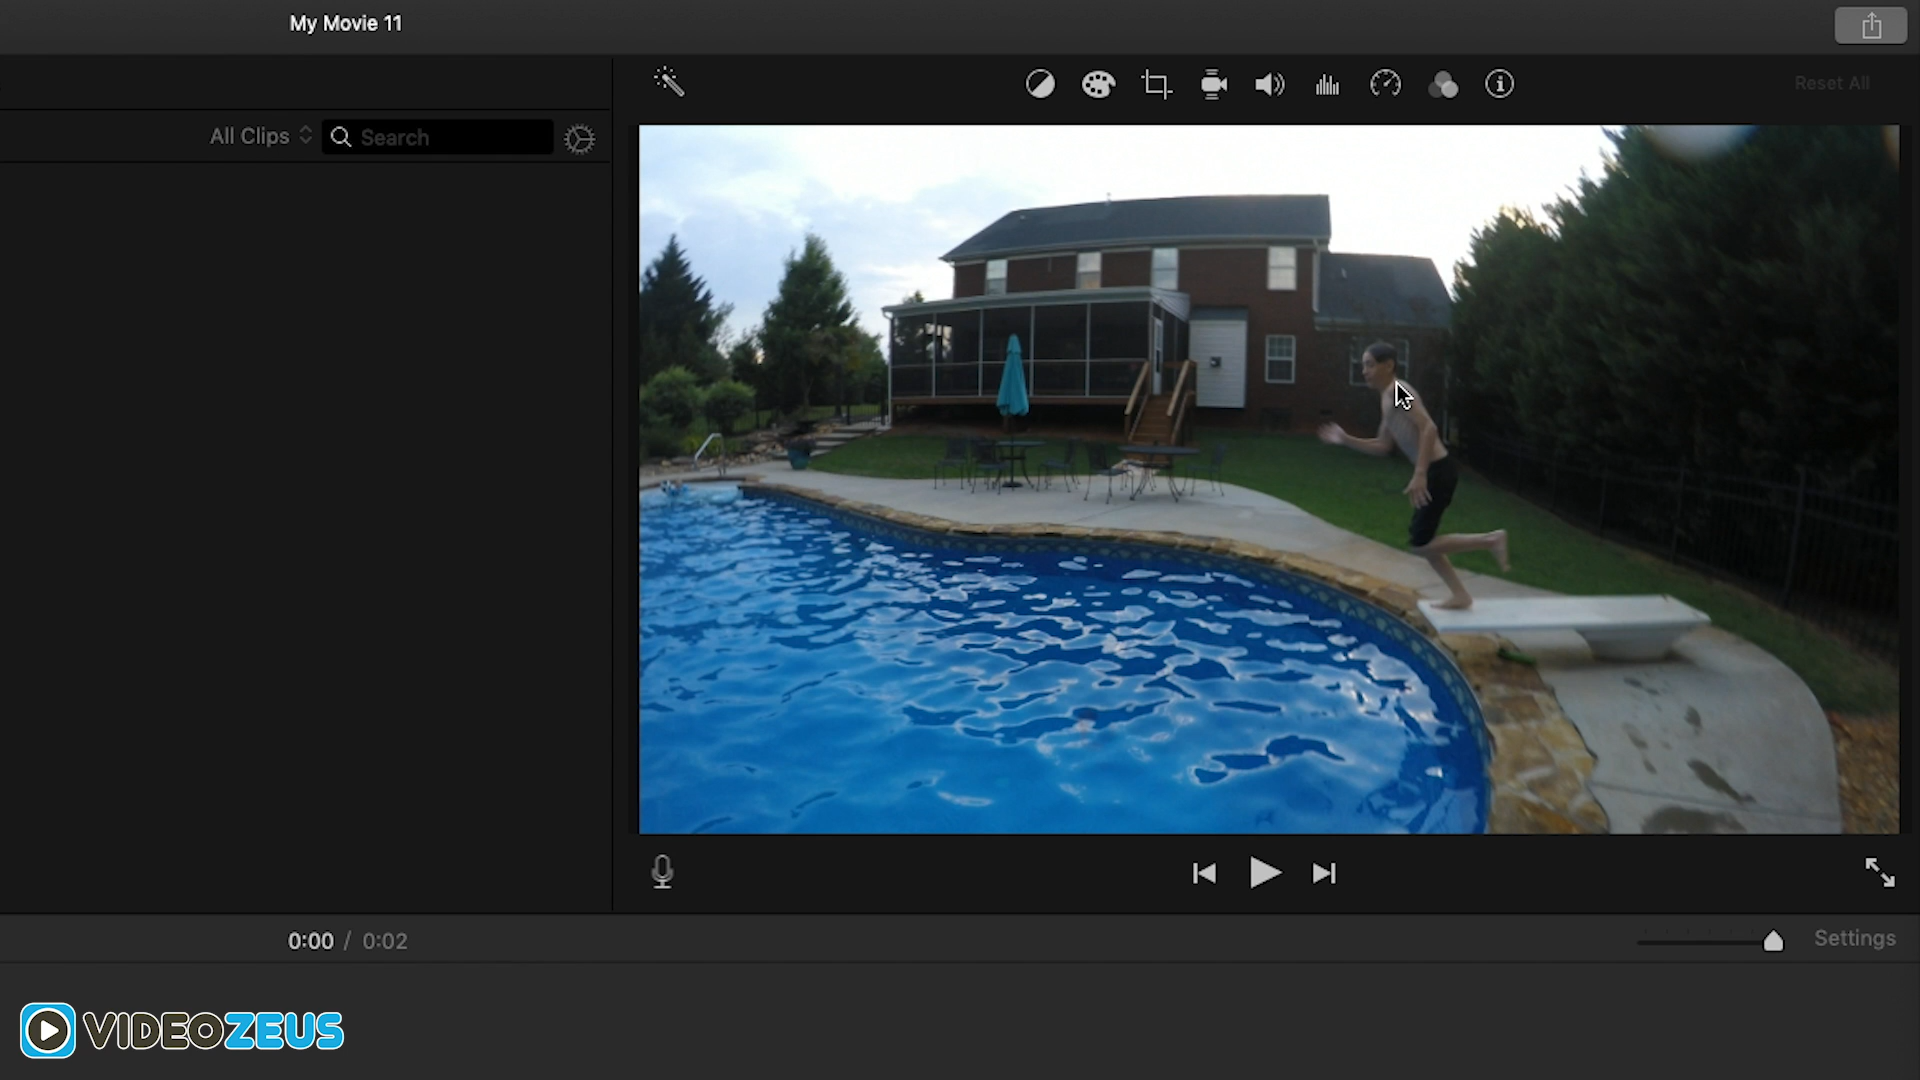 My Movie 11
Reset All
All Clips
Search
0:00 / 0:02
Settings
VIDEOZEUS